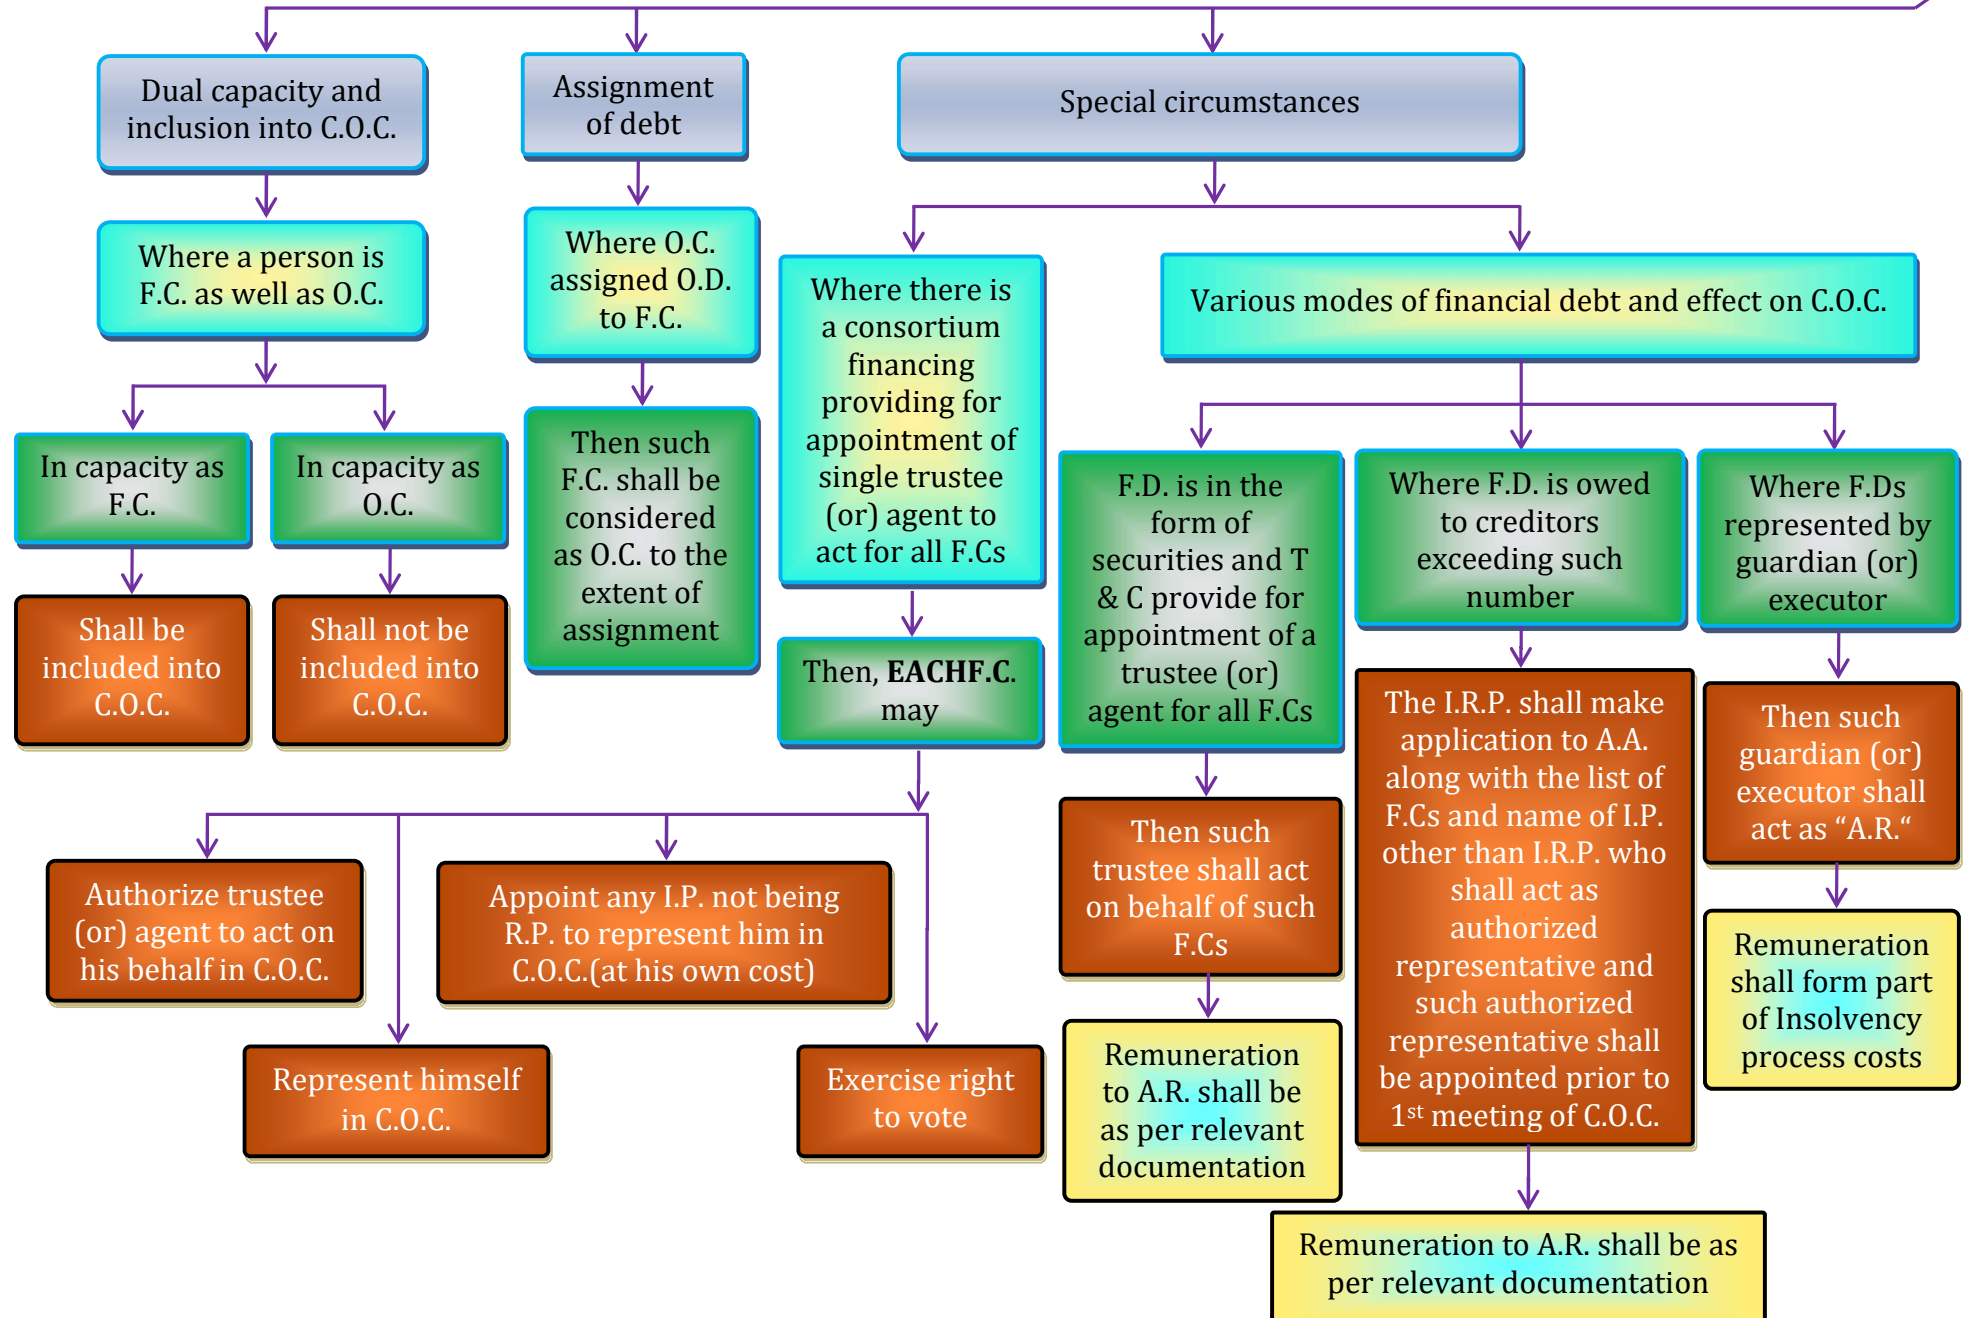 Dual capacity and
inclusion into C.O.C.
Assignment
of debt
Special circumstances
Where a person is
F.C. as well as O.C.
Where O.C.
assigned O.D.
to F.C.
Where there is
a consortium
financing
providing for
appointment of
single trustee
(or) agent to
act for all F.Cs
Various modes of financial debt and effect on C.O.C.
In capacity as
F.C.
In capacity as
O.C.
Then such
F.C. shall be
considered
as O.C. to the
extent of
assignment
F.D. is in the
form of
securities and T
& C provide for
appointment of a
trustee (or)
agent for all F.Cs
Where F.D. is owed
to creditors
exceeding such
number
Where F.Ds
represented by
guardian (or)
executor
Shall be
included into
C.O.C.
Shall not be
included into
C.O.C.
Then, EACHF.C.
may
The I.R.P. shall make
application to A.A.
along with the list of
F.Cs and name of I.P.
other than I.R.P. who
shall act as
authorized
representative and
such authorized
representative shall
be appointed prior to
1st meeting of C.O.C.
Then such
guardian (or)
executor shall
act as “A.R.“
Then such
trustee shall act
on behalf of such
F.Cs
Authorize trustee
(or) agent to act on
his behalf in C.O.C.
Appoint any I.P. not being
R.P. to represent him in
C.O.C.(at his own cost)
Remuneration
shall form part
of Insolvency
process costs
Represent himself
in C.O.C.
Exercise right
to vote
Remuneration
to A.R. shall be
as per relevant
documentation
Remuneration to A.R. shall be as
per relevant documentation